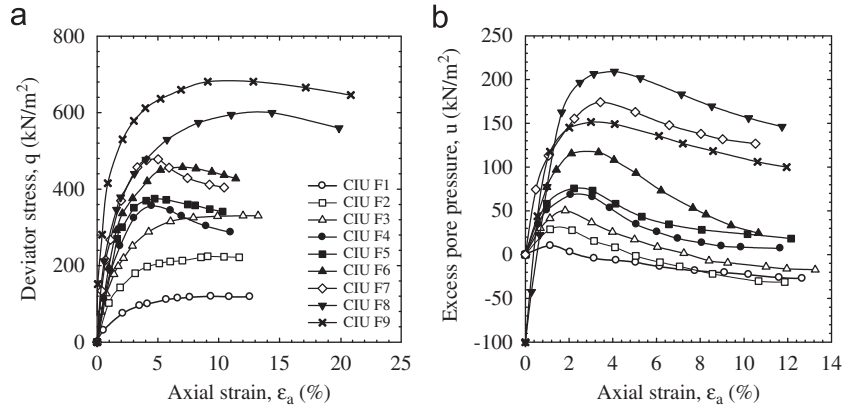 a
800
600
400
200
0
Deviator stress, q (kN/m²)
CIU F1
CIU F2
CIU F3
CIU F4
CIU F5
CIU F6
CIU F7
CIU F8
CIU F9
0 5 10 15 20 25
Axial strain, εa (%)
b
250
200
150
100
50
0
-50
-100
Excess pore pressure, u (kN/m²)
0 2 4 6 8 10 12 14
Axial strain, εa (%)